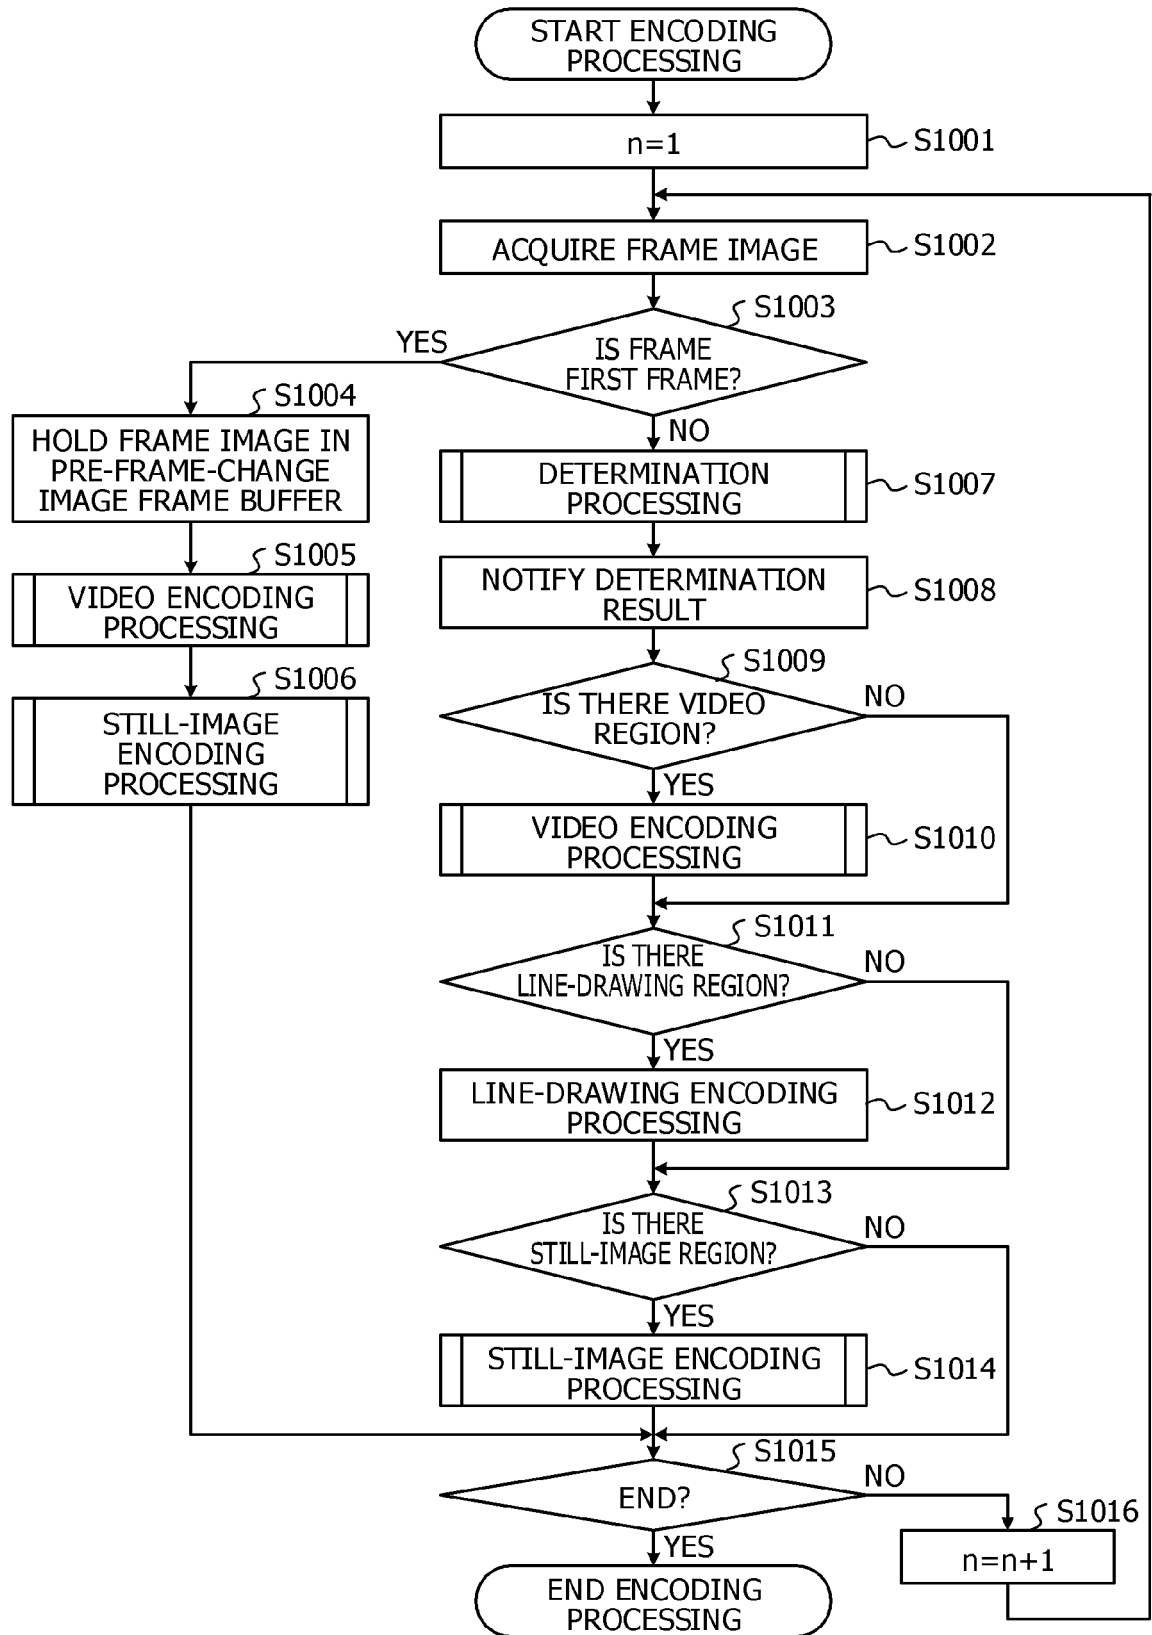 START ENCODING
PROCESSING
n=1
S1001
ACQUIRE FRAME IMAGE
S1002
S1003
YES
IS FRAME
FIRST FRAME?
NO
S1004
HOLD FRAME IMAGE IN
PRE-FRAME-CHANGE
IMAGE FRAME BUFFER
S1005
VIDEO ENCODING
PROCESSING
S1006
STILL-IMAGE
ENCODING
PROCESSING
DETERMINATION
PROCESSING
S1007
NOTIFY DETERMINATION
RESULT
S1008
S1009
IS THERE VIDEO
REGION?
NO
YES
VIDEO ENCODING
PROCESSING
S1010
S1011
IS THERE
LINE-DRAWING REGION?
NO
YES
LINE-DRAWING ENCODING
PROCESSING
S1012
S1013
IS THERE
STILL-IMAGE REGION?
NO
YES
STILL-IMAGE ENCODING
PROCESSING
S1014
S1015
END?
NO
YES
S1016
n=n+1
END ENCODING
PROCESSING